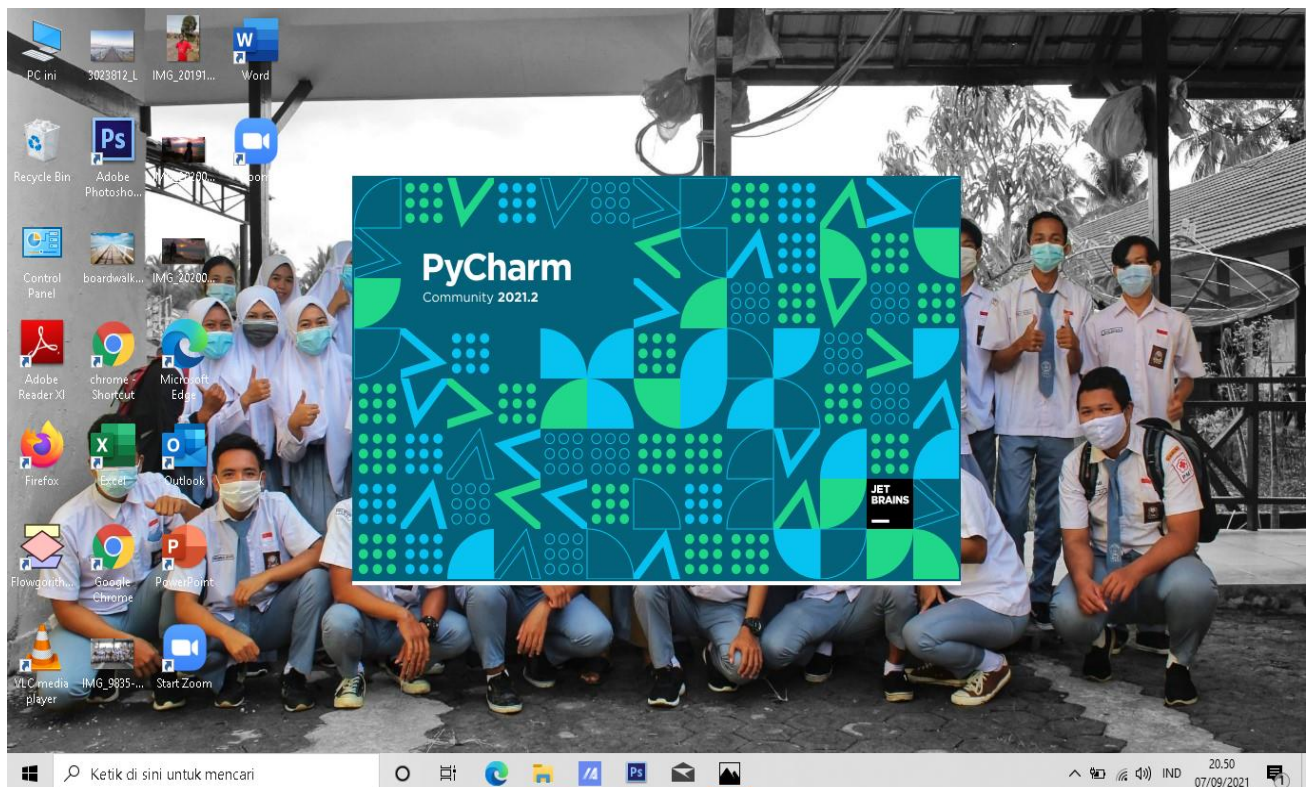 PC ini
3023812_L
IMG_20191...
Word
Recycle Bin
Adobe
Photosho...
Control
Panel
boardwalk...
IMG_20200...
Adobe
Reader XI
chrome -
Shortcut
Microsoft
Edge
Firefox
Excel
Outlook
Flowgorith...
Google
Chrome
PowerPoint
VLC media
player
IMG_9835-...
Start Zoom
PyCharm
Community 2021.2
JET
BRAINS
Ketik di sini untuk mencari
IND
20.50
07/09/2021
1